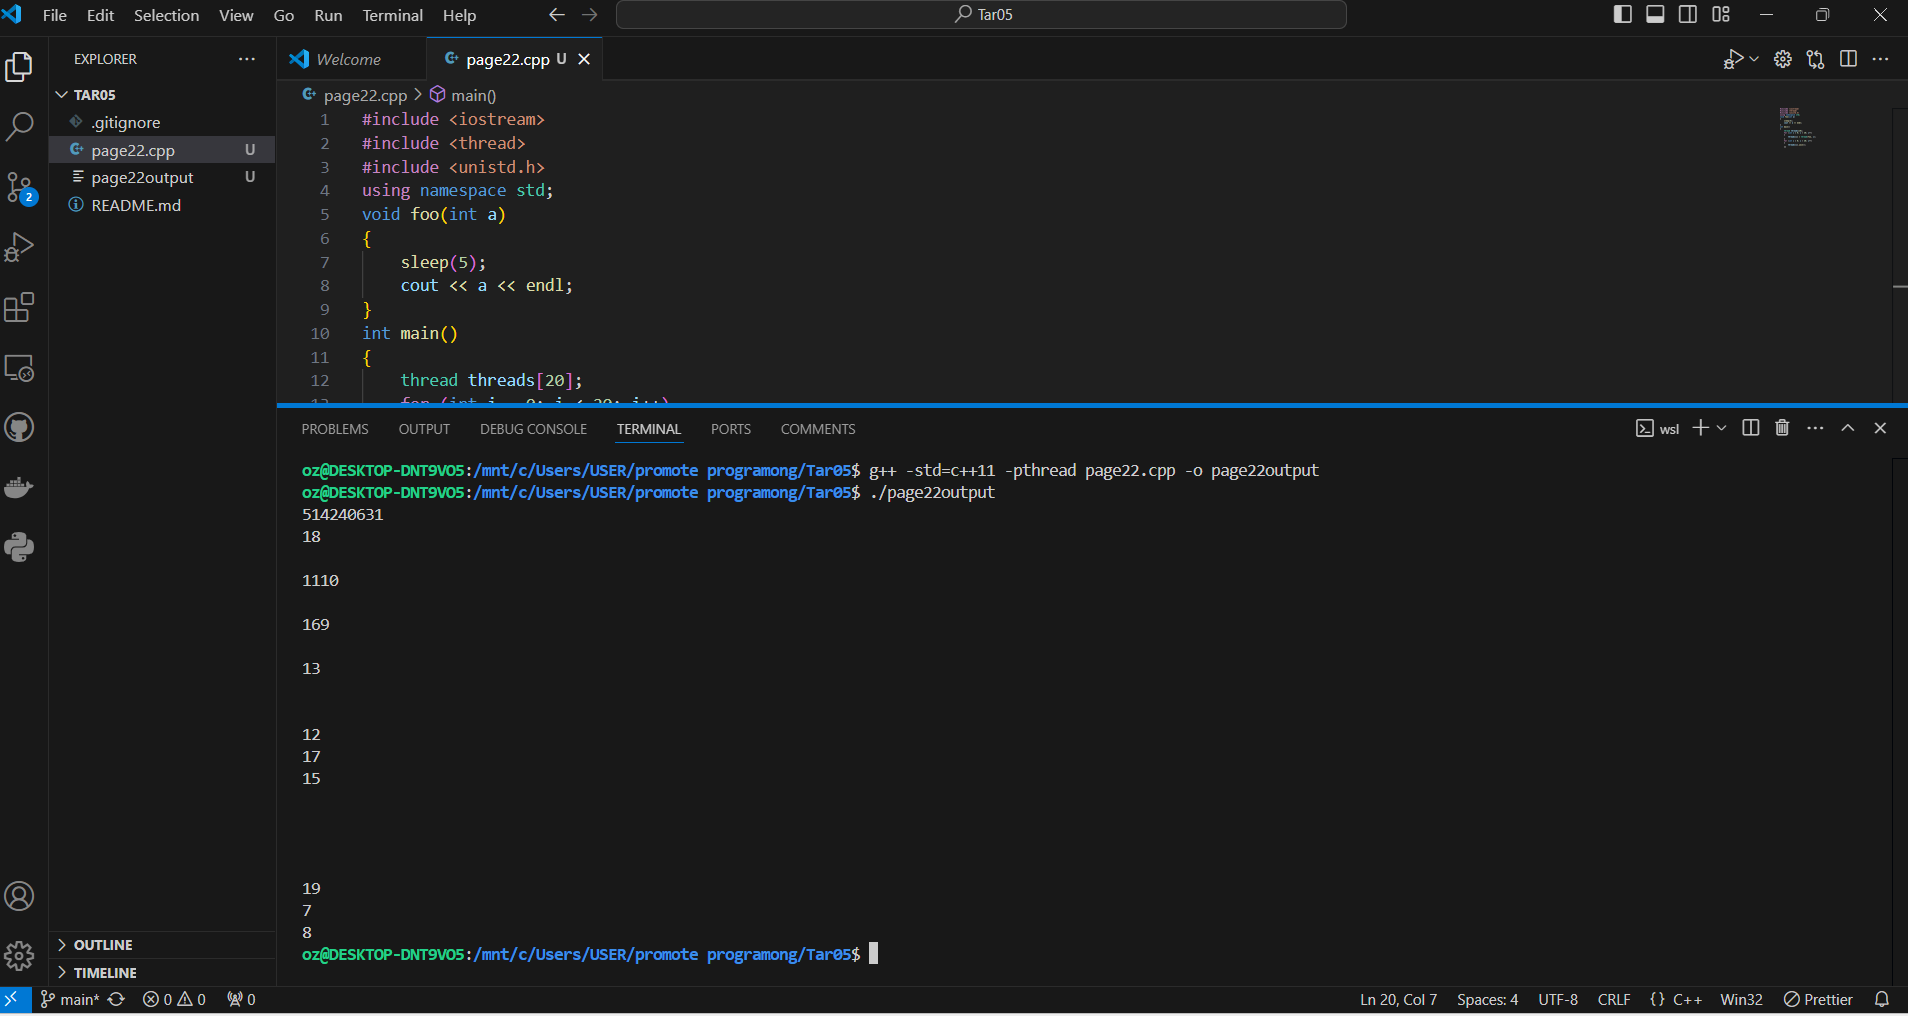 File Edit Selection View Go Run Terminal Help
Tar05
EXPLORER
TAR05
.gitignore
page22.cpp U
page22output U
README.md
2
OUTLINE
TIMELINE
Welcome
page22.cpp U
page22.cpp > main()
1 #include <iostream>
2 #include <thread>
3 #include <unistd.h>
4 using namespace std;
5 void foo(int a)
6 {
7 sleep(5);
8 cout << a << endl;
9 }
10 int main()
11 {
12 thread threads[20];
13 for (int i = 0; i < 20; i++)
PROBLEMS OUTPUT DEBUG CONSOLE TERMINAL PORTS COMMENTS
wsl
oz@DESKTOP-DNT9VO5:/mnt/c/Users/USER/promote programong/Tar05$ g++ -std=c++11 -pthread page22.cpp -o page22output
oz@DESKTOP-DNT9VO5:/mnt/c/Users/USER/promote programong/Tar05$ ./page22output
514240631
18
1110
169
13
12
17
15
19
7
8
oz@DESKTOP-DNT9VO5:/mnt/c/Users/USER/promote programong/Tar05$
main* 0 0 0
Ln 20, Col 7 Spaces: 4 UTF-8 CRLF {} C++ Win32 Prettier